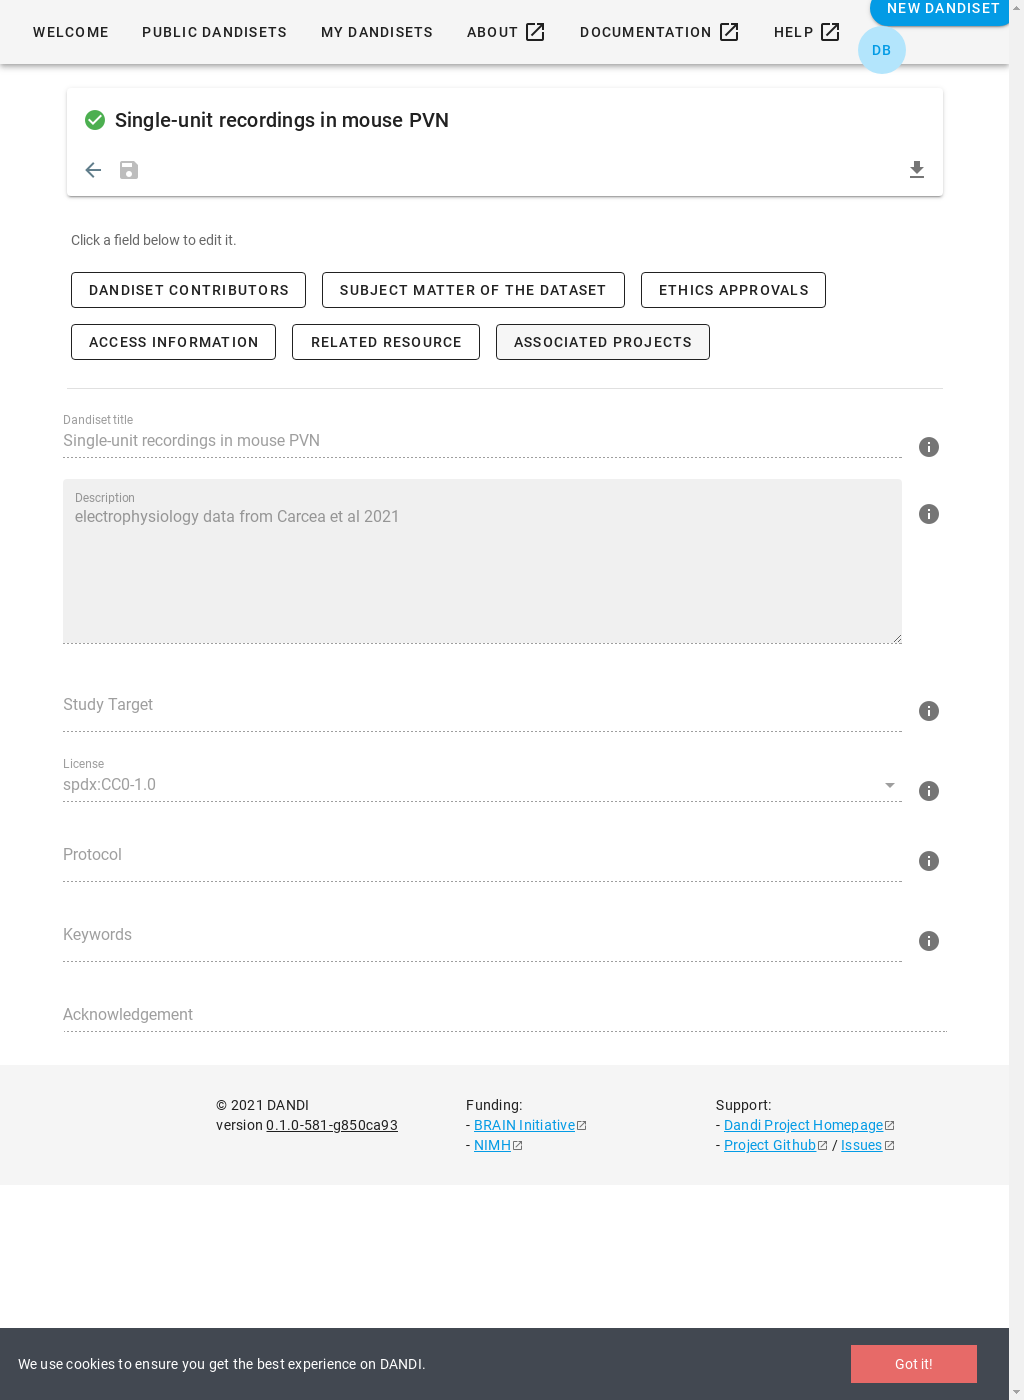 NEW DANDISET
WELCOME PUBLIC DANDISETS MY DANDISETS ABOUT DOCUMENTATION HELP
DB
Single-unit recordings in mouse PVN
Click a field below to edit it.
DANDISET CONTRIBUTORS SUBJECT MATTER OF THE DATASET ETHICS APPROVALS
ACCESS INFORMATION RELATED RESOURCE ASSOCIATED PROJECTS
Dandiset title
Single-unit recordings in mouse PVN
Description
electrophysiology data from Carcea et al 2021
Study Target
License
spdx:CC0-1.0
Protocol
Keywords
Acknowledgement
© 2021 DANDI
version 0.1.0-581-g850ca93
Funding:
- BRAIN Initiative
- NIMH
Support:
- Dandi Project Homepage
- Project Github / Issues
We use cookies to ensure you get the best experience on DANDI.
Got it!